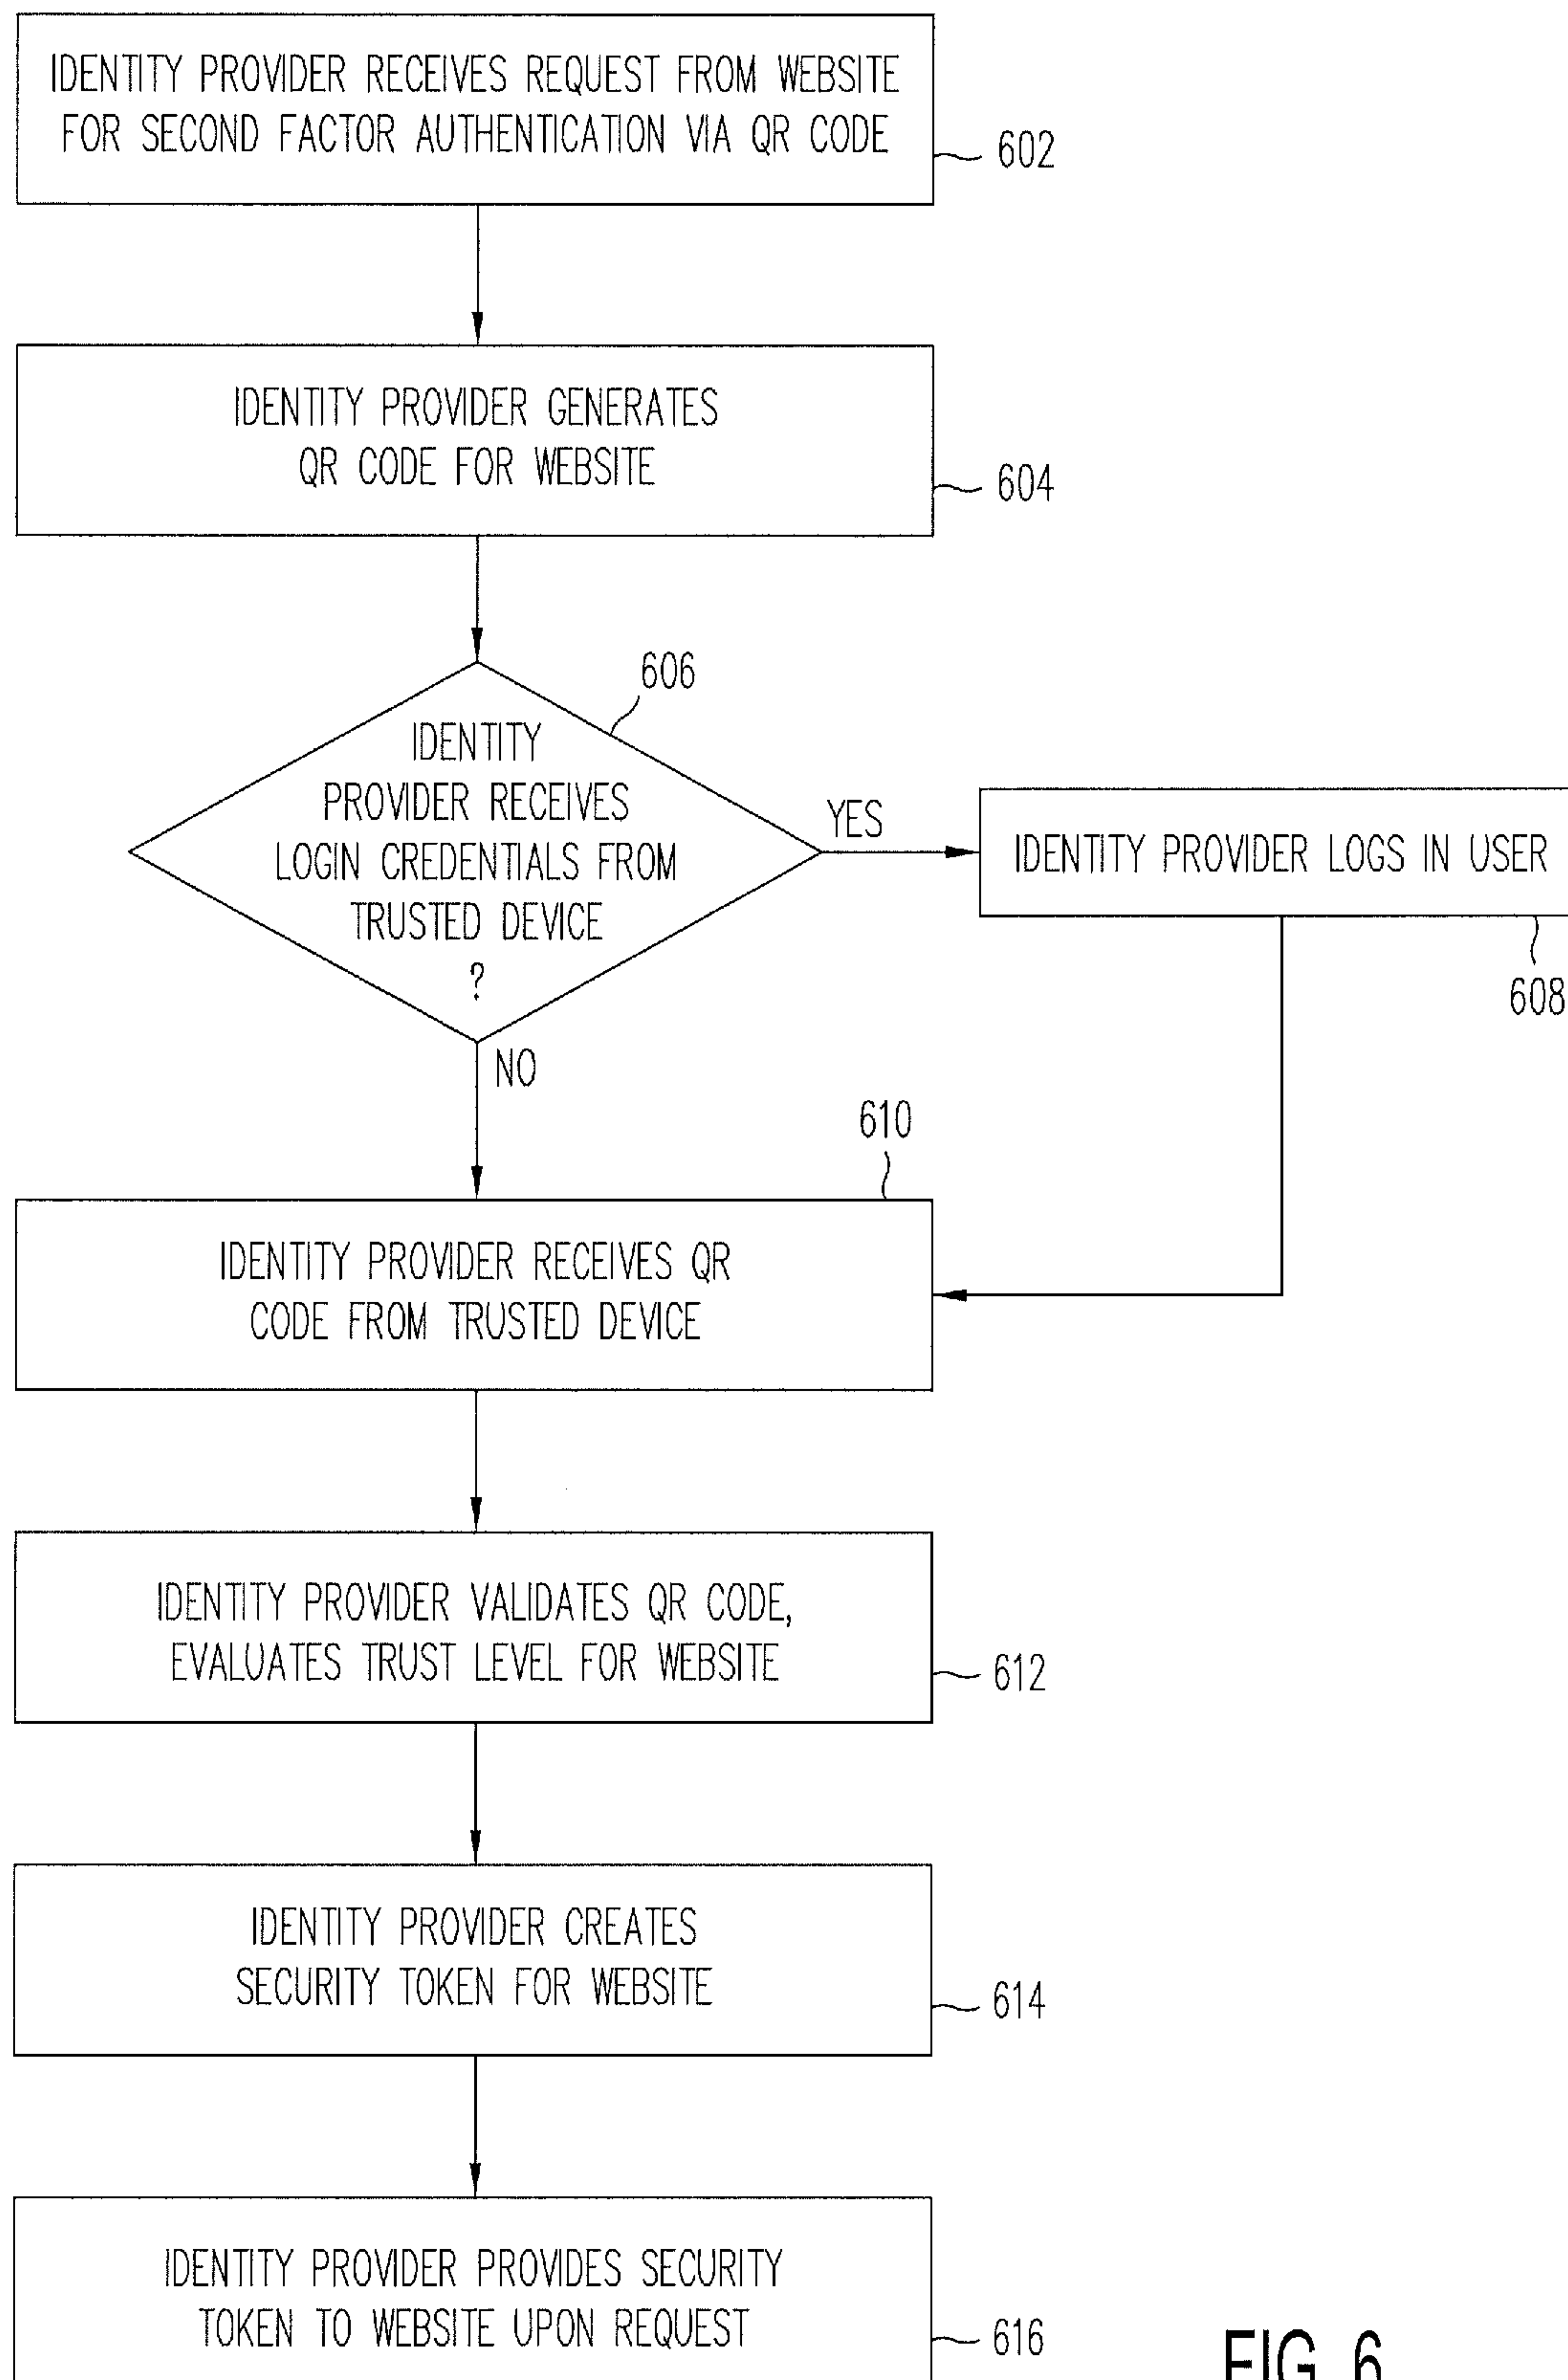 IDENTITY PROVIDER RECEIVES REQUEST FROM WEBSITE
FOR SECOND FACTOR AUTHENTICATION VIA QR CODE
602
IDENTITY PROVIDER GENERATES
QR CODE FOR WEBSITE
604
606
IDENTITY
PROVIDER RECEIVES
LOGIN CREDENTIALS FROM
TRUSTED DEVICE
?
YES
IDENTITY PROVIDER LOGS IN USER
608
NO
610
IDENTITY PROVIDER RECEIVES QR
CODE FROM TRUSTED DEVICE
IDENTITY PROVIDER VALIDATES QR CODE,
EVALUATES TRUST LEVEL FOR WEBSITE
612
IDENTITY PROVIDER CREATES
SECURITY TOKEN FOR WEBSITE
614
IDENTITY PROVIDER PROVIDES SECURITY
TOKEN TO WEBSITE UPON REQUEST
616
FIG. 6